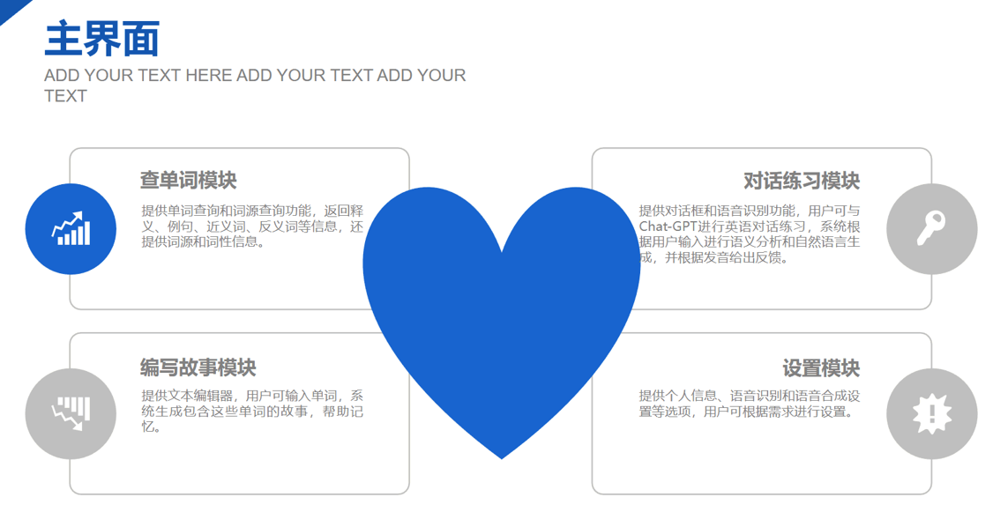 主界面
ADD YOUR TEXT HERE ADD YOUR TEXT ADD YOUR
TEXT
查单词模块
提供单词查询和词源查询功能，返回释
义、例句、近义词、反义词等信息，还
提供词源和词性信息。
对话练习模块
提供对话框和语音识别功能，用户可与
Chat-GPT进行英语对话练习，系统根
据用户输入进行语义分析和自然语言生
成，并根据发音给出反馈。
编写故事模块
提供文本编辑器，用户可输入单词，系
统生成包含这些单词的故事，帮助记
忆。
设置模块
提供个人信息、语音识别和语音合成设
置等选项，用户可根据需求进行设置。